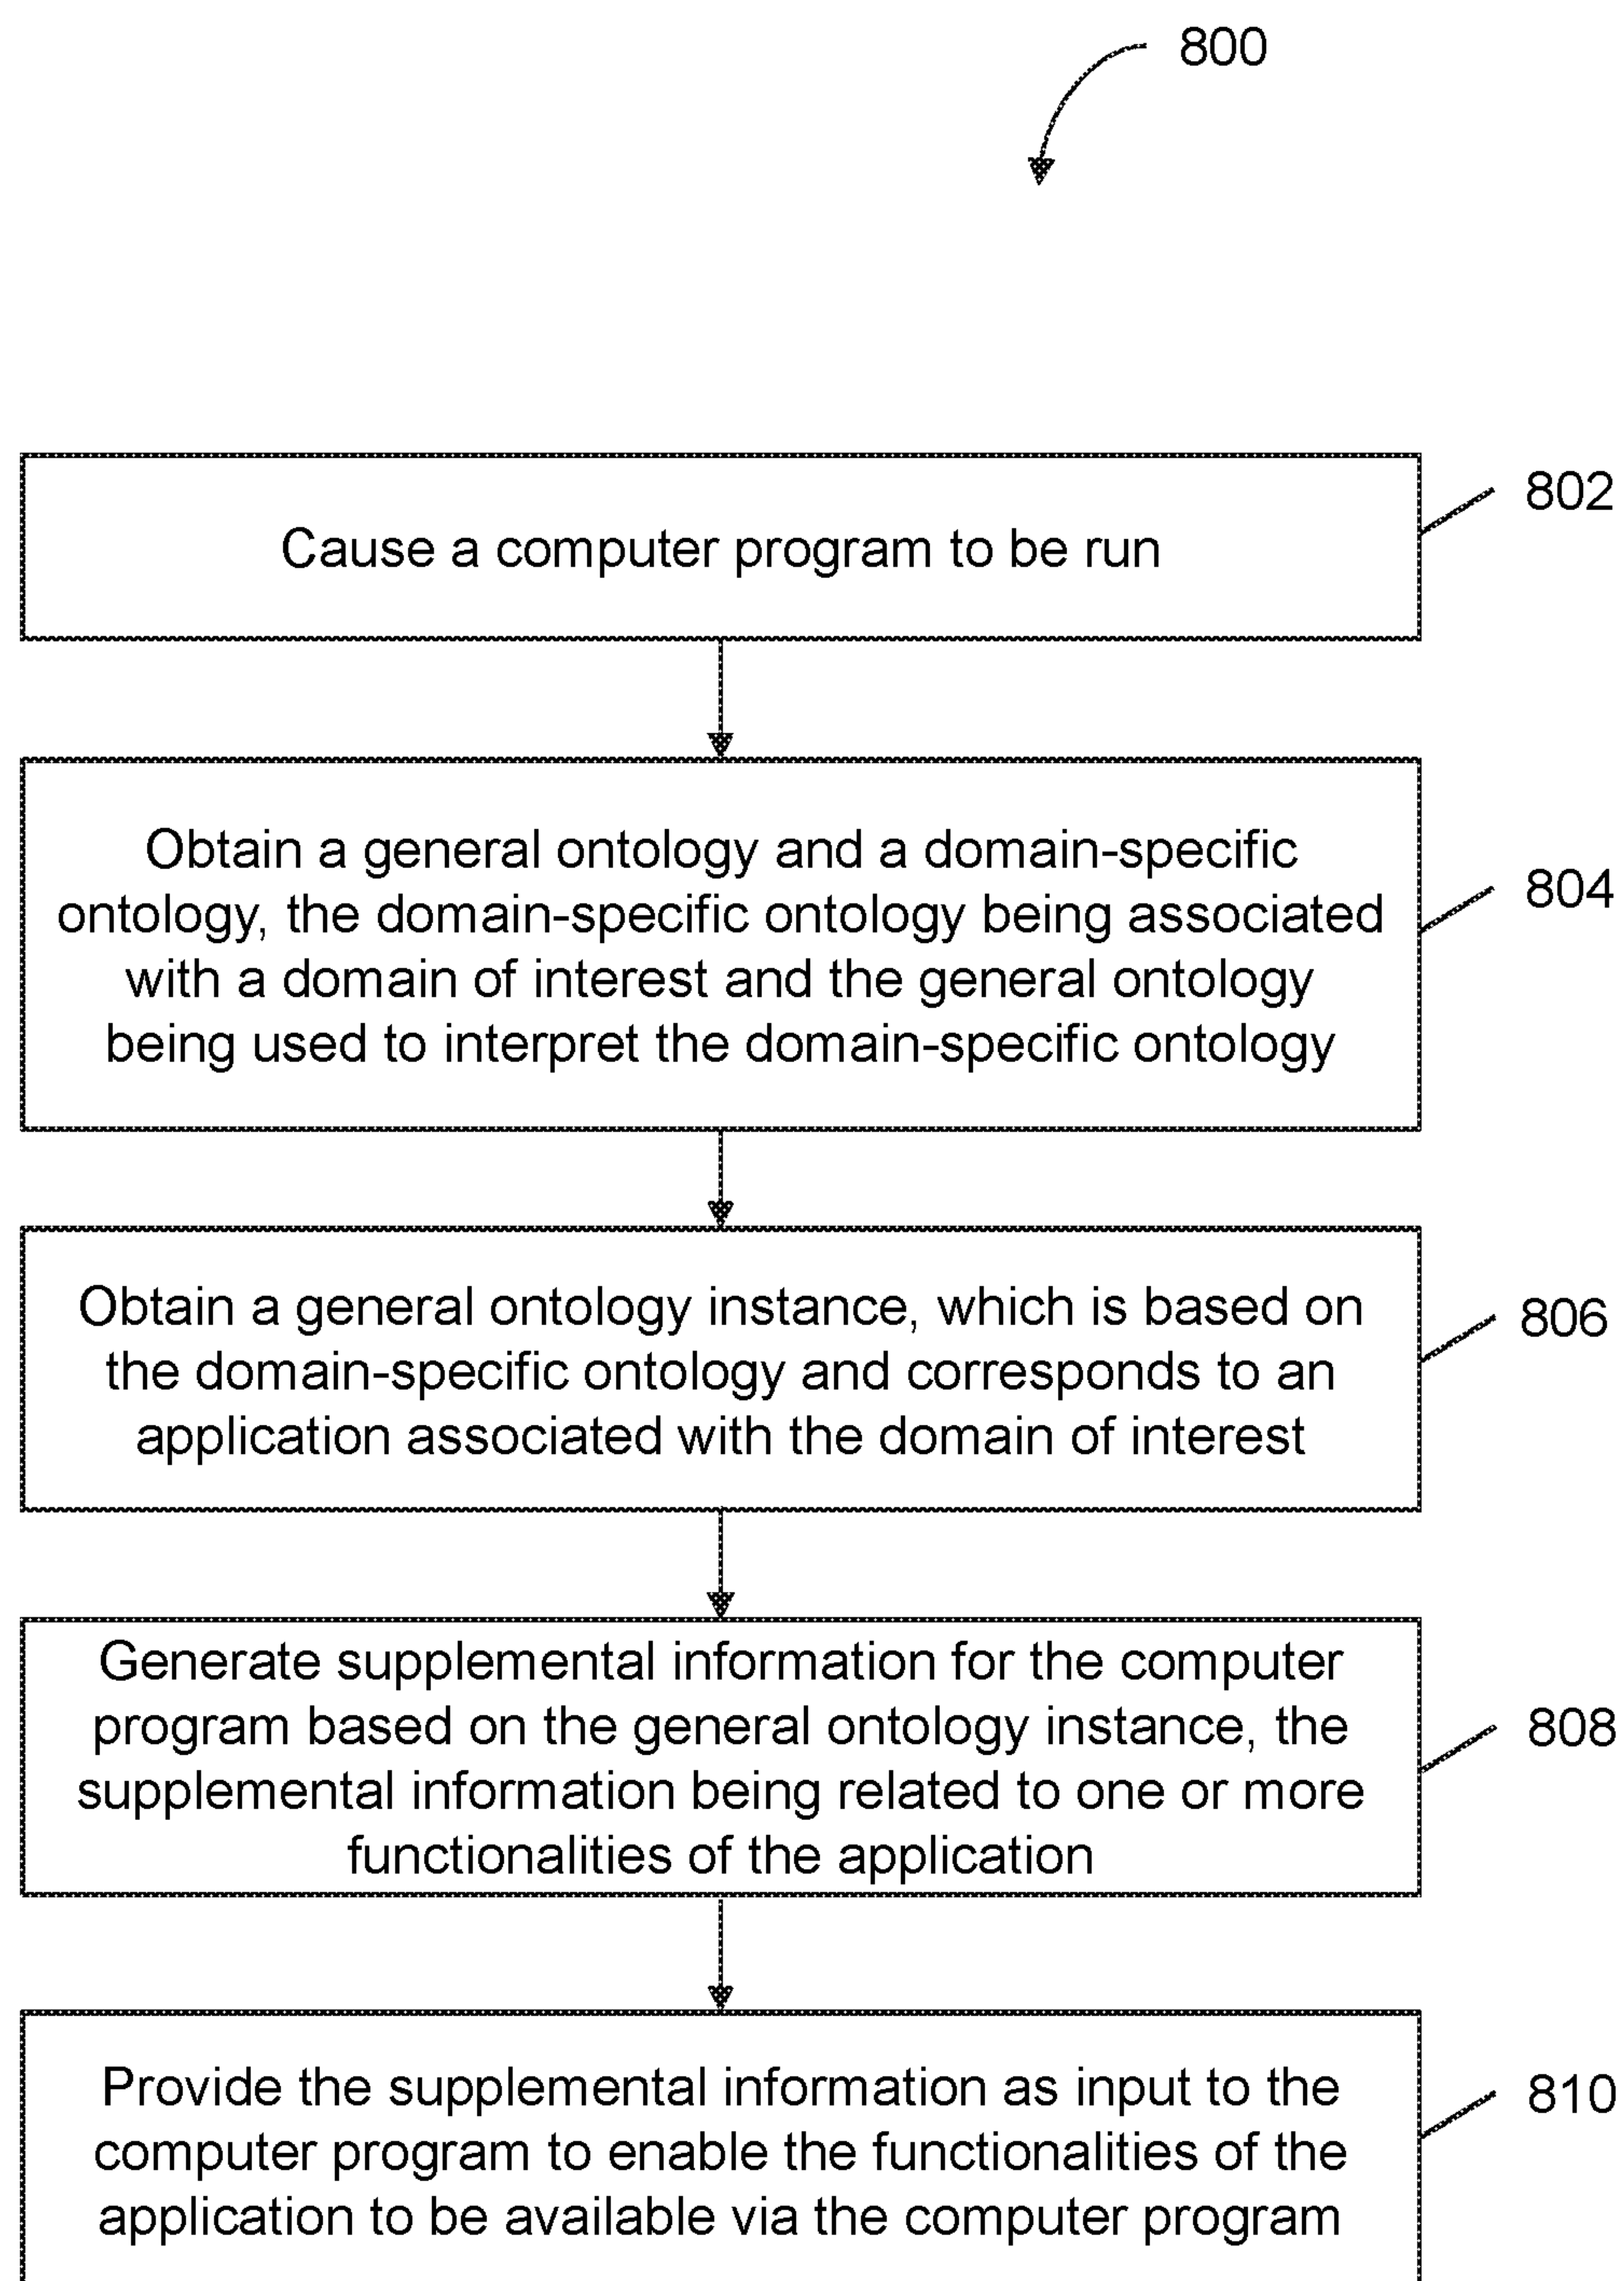 800
Cause a computer program to be run
802
Obtain a general ontology and a domain-specific
ontology, the domain-specific ontology being associated
with a domain of interest and the general ontology
being used to interpret the domain-specific ontology
804
Obtain a general ontology instance, which is based on
the domain-specific ontology and corresponds to an
application associated with the domain of interest
806
Generate supplemental information for the computer
program based on the general ontology instance, the
supplemental information being related to one or more
functionalities of the application
808
Provide the supplemental information as input to the
computer program to enable the functionalities of the
application to be available via the computer program
810